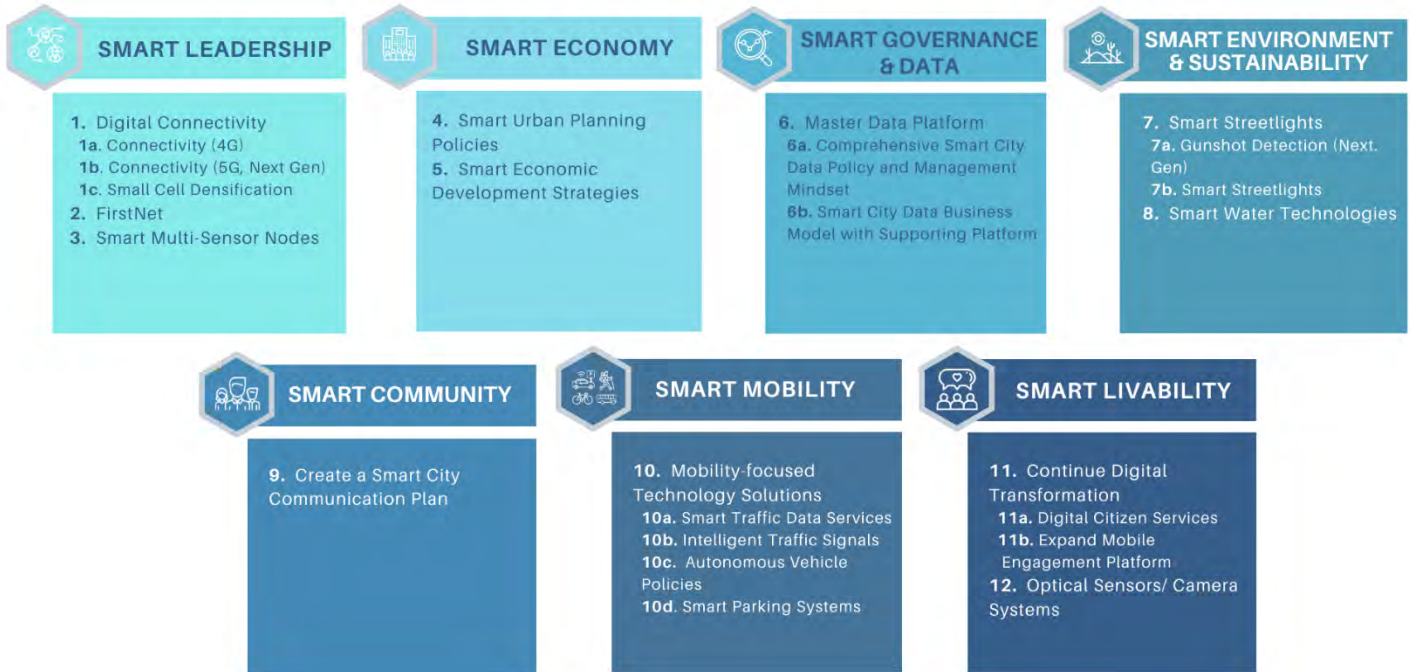 SMART LEADERSHIP
1. Digital Connectivity
1a. Connectivity (4G)
1b. Connectivity (5G, Next Gen)
1c. Small Cell Densification
2. FirstNet
3. Smart Multi-Sensor Nodes
SMART ECONOMY
4. Smart Urban Planning
Policies
5. Smart Economic
Development Strategies
SMART GOVERNANCE
& DATA
6. Master Data Platform
6a. Comprehensive Smart City
Data Policy and Management
Mindset
6b. Smart City Data Business
Model with Supporting Platform
SMART ENVIRONMENT
& SUSTAINABILITY
7. Smart Streetlights
7a. Gunshot Detection (Next.
Gen)
7b. Smart Streetlights
8. Smart Water Technologies
SMART COMMUNITY
9. Create a Smart City
Communication Plan
SMART MOBILITY
10. Mobility-focused
Technology Solutions
10a. Smart Traffic Data Services
10b. Intelligent Traffic Signals
10c. Autonomous Vehicle
Policies
10d. Smart Parking Systems
SMART LIVABILITY
11. Continue Digital
Transformation
11a. Digital Citizen Services
11b. Expand Mobile
Engagement Platform
12. Optical Sensors/ Camera
Systems